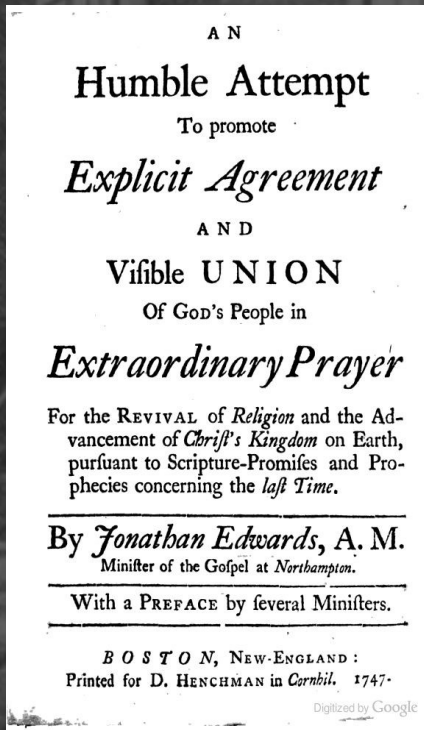 AN
Humble Attempt
To promote
Explicit Agreement
AND
Viſible UNION
Of GOD's People in
Extraordinary Prayer
For the REVIVAL of Religion and the Ad-
vancement of Chriſt's Kingdom on Earth,
purſuant to Scripture-Promiſes and Pro-
phecies concerning the laſt Time.
By Jonathan Edwards, A. M.
Miniſter of the Goſpel at Northampton.
With a PREFACE by ſeveral Miniſters.
BOSTON, NEW-ENGLAND:
Printed for D. HENCHMAN in Cornhil. 1747.
Digitized by Google